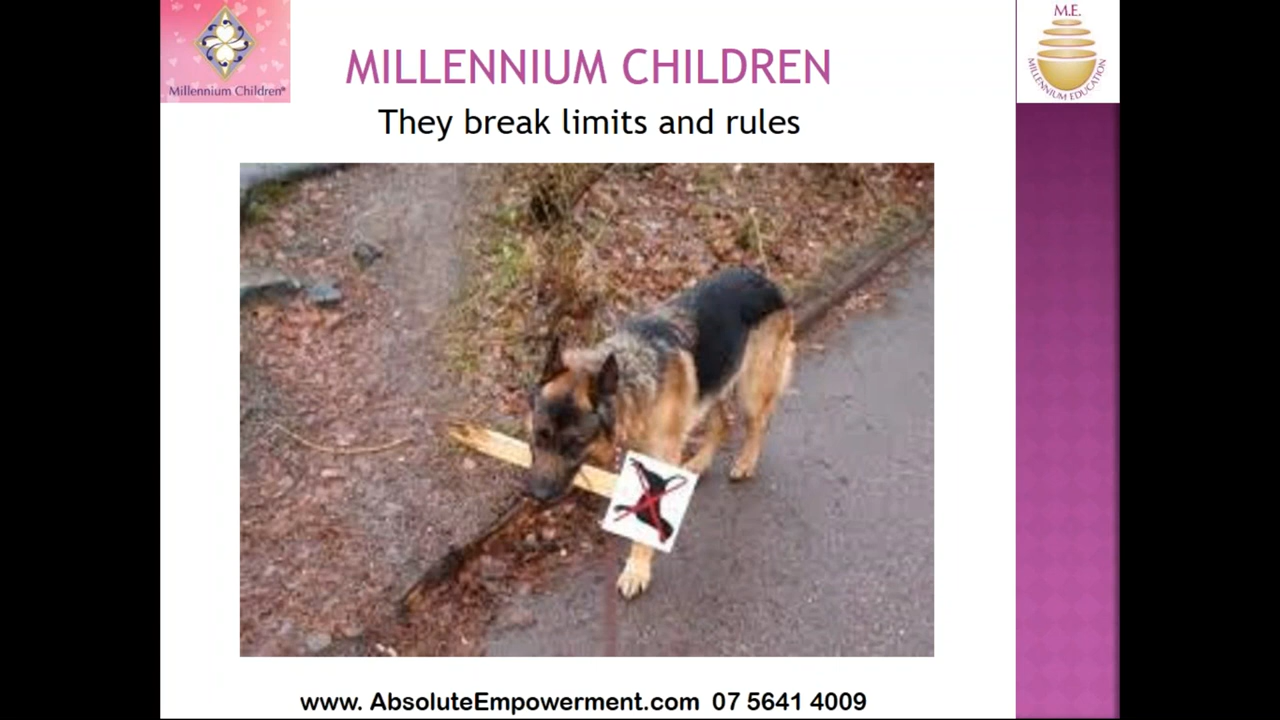 Millennium Children®
M.E.
MILLENNIUM EDUCATION
MILLENNIUM CHILDREN
They break limits and rules
www. AbsoluteEmpowerment.com 07 5641 4009